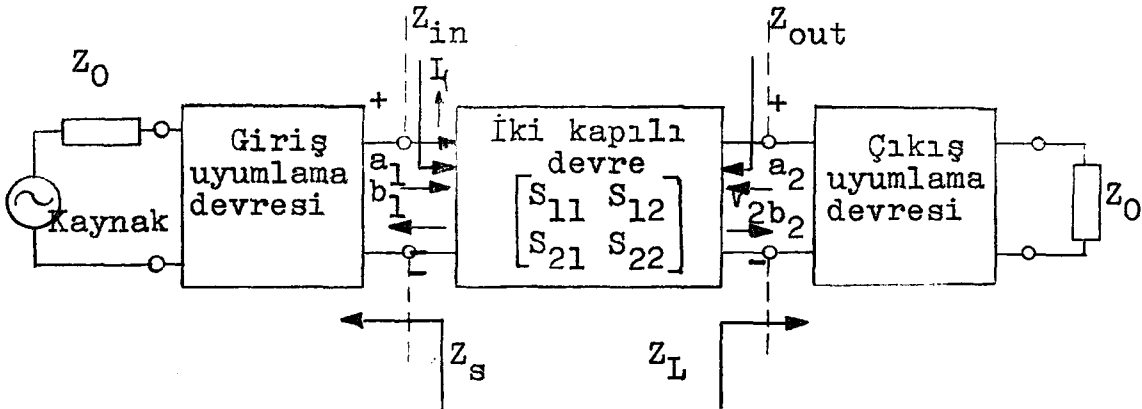 Z_in
Z_out
Z_O
I_1
+
+
Giriş
uyumlama
devresi
İki kapılı
devre
Çıkış
uyumlama
devresi
a_1
b_1
S_11 S_12
S_21 S_22
a_2
V_2 b_2
Kaynak
Z_O
-
-
Z_s
Z_L